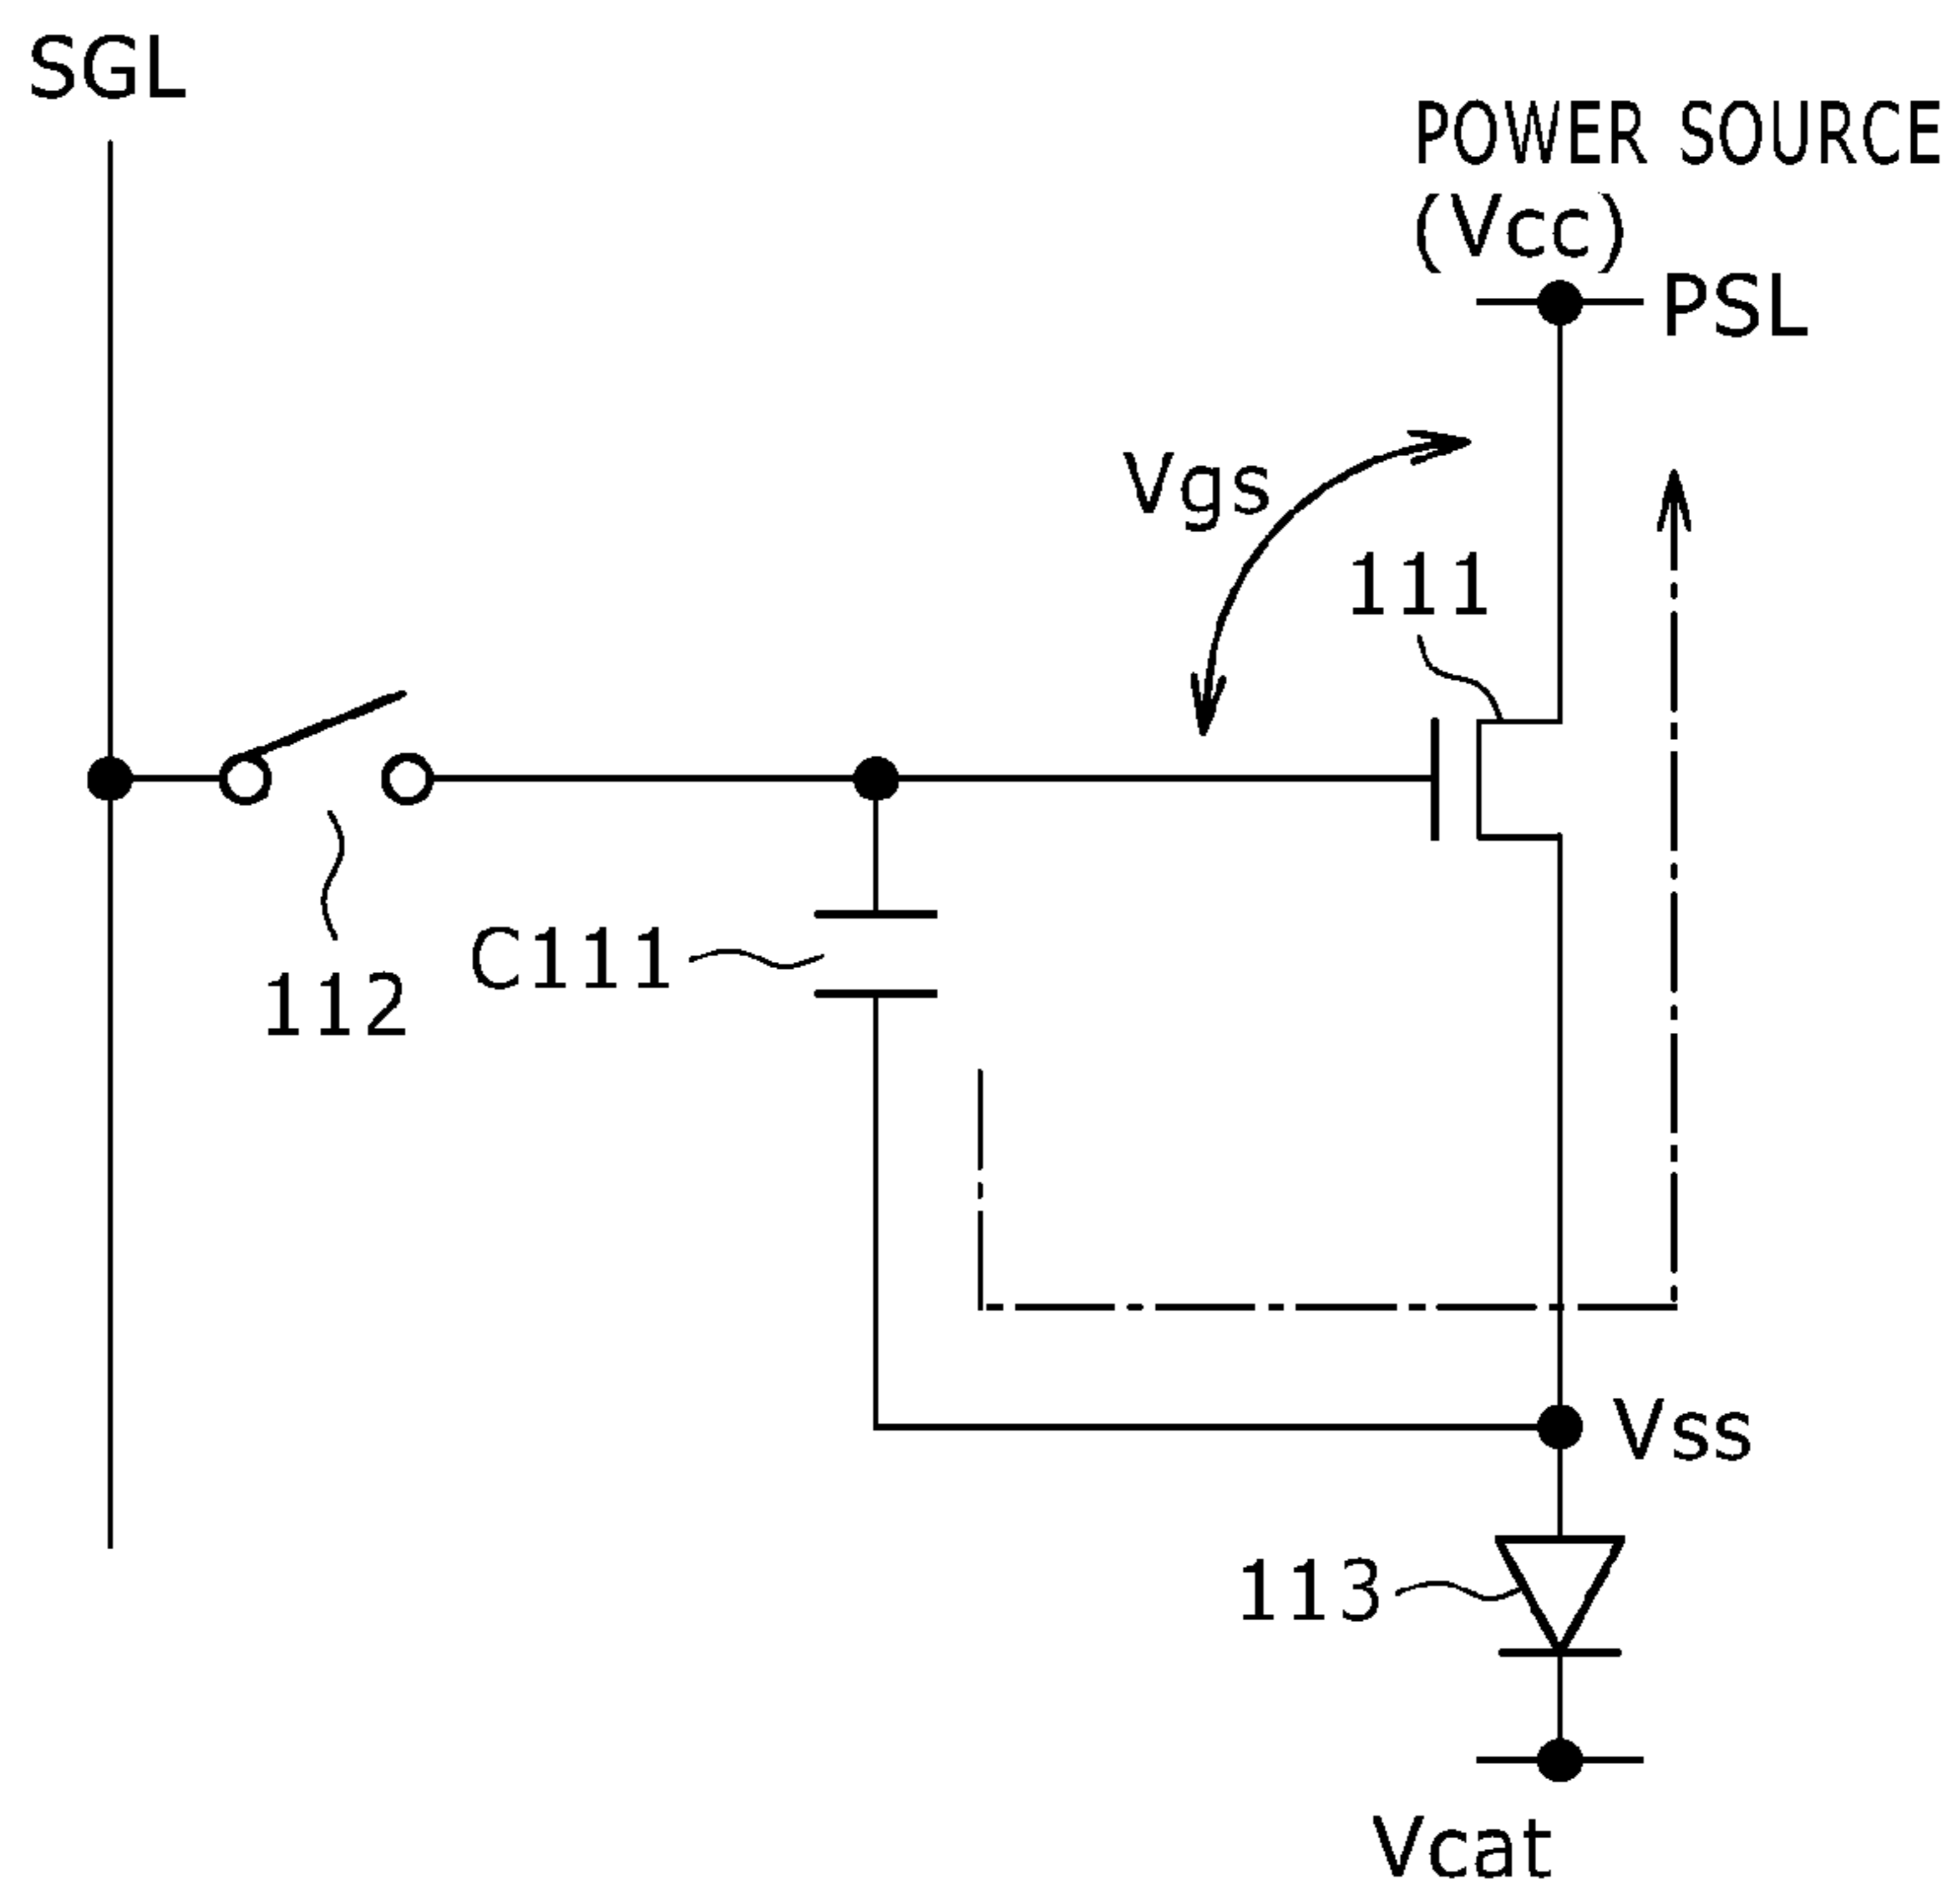 SGL
POWER SOURCE
(Vcc)
PSL
Vgs
111
112
C111
Vss
113
Vcat